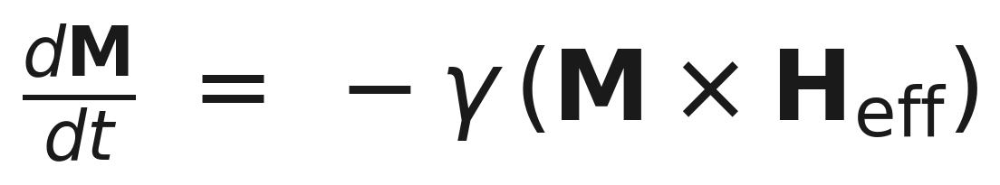 d𝐌/dt = −γ (𝐌 × 𝐇_eff)